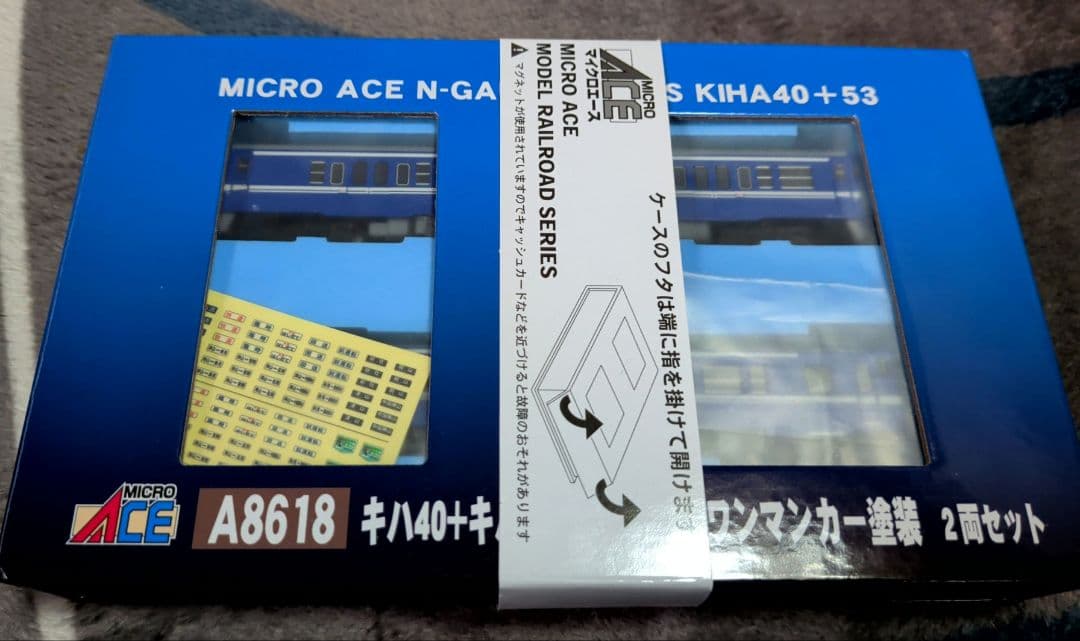 MICRO ACE N-GA
S KIHA40+53
MICRO
ACE
マイクロエース
MICRO ACE
MODEL RAILROAD SERIES
マグネットが使用されていますのでキャッシュカードなどを近づけると故障のおそれがあります
ケースのフタは端に指を掛けて開けます
MICRO
ACE
A8618 キハ40+キハ
ワンマンカー塗装 2両セット